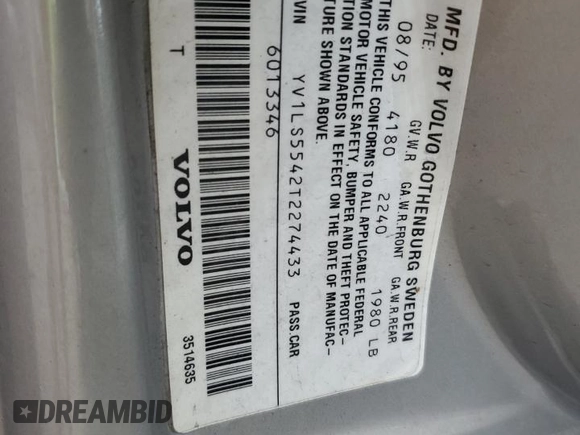 MFD. BY VOLVO GOTHENBURG SWEDEN
DATE: GV.W.R GA.W.R.FRONT GA.W.R.REAR
08/95 4180 2240 1980 LB
THIS VEHICLE CONFORMS TO ALL APPLICABLE FEDERAL
MOTOR VEHICLE SAFETY, BUMPER AND THEFT PROTEC-
TION STANDARDS IN EFFECT ON THE DATE OF MANUFAC-
TURE SHOWN ABOVE.
VIN YV1LS5542T2274433 PASS.CAR
6013346
T VOLVO 3514635
DREAMBID